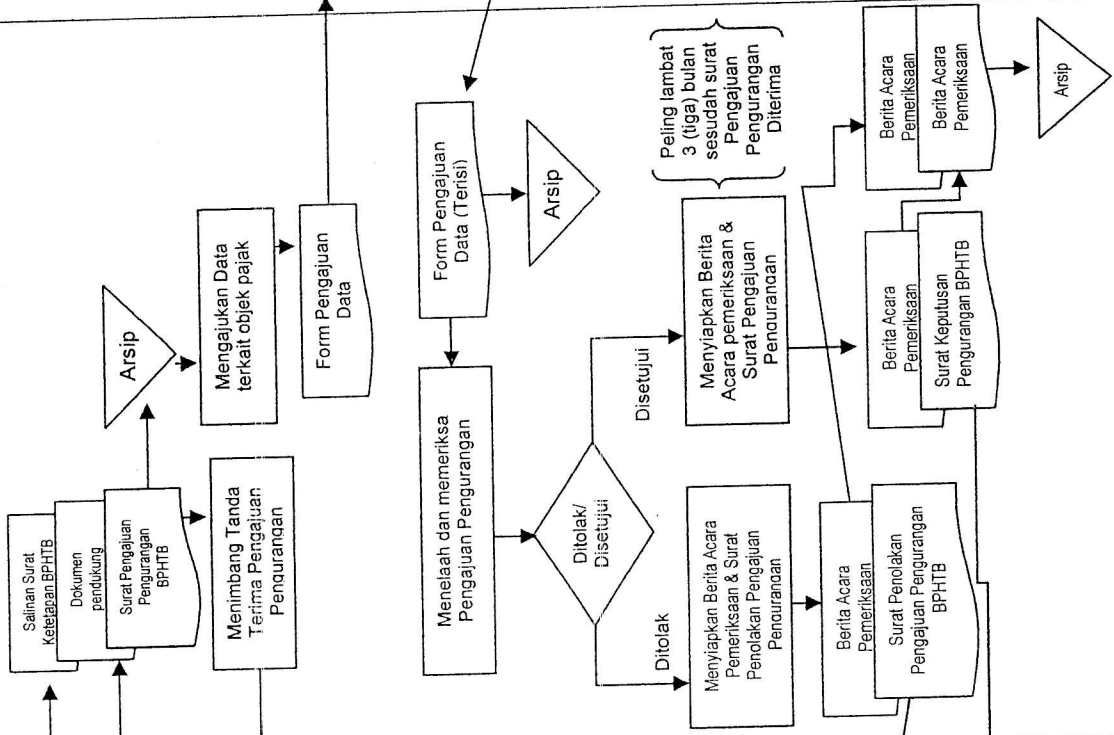 Salinan Surat
Ketetapan BPHTB
Dokumen
pendukung
Surat Pengajuan
Pengurangan
BPHTB
Arsip
Menimbang Tanda
Terima Pengajuan
Pengurangan
Mengajukan Data
terkait objek pajak
Form Pengajuan
Data
Form Pengajuan
Data (Terisi)
Arsip
Menelaah dan memeriksa
Pengajuan Pengurangan
Ditolak/
Disetujui
Ditolak
Disetujui
Menyiapkan Berita Acara
Pemeriksaan & Surat
Penolakan Pengajuan
Pengurangan
Menyiapkan Berita
Acara pemeriksaan &
Surat Pengajuan
Pengurangan
Peling lambat
3 (tiga) bulan
sesudah surat
Pengajuan
Pengurangan
Diterima
Berita Acara
Pemeriksaan
Surat Penolakan
Pengajuan Pengurangan
BPHTB
Berita Acara
Pemeriksaan
Surat Keputusan
Pengurangan BPHTB
Berita Acara
Pemeriksaan
Berita Acara
Pemeriksaan
Arsip